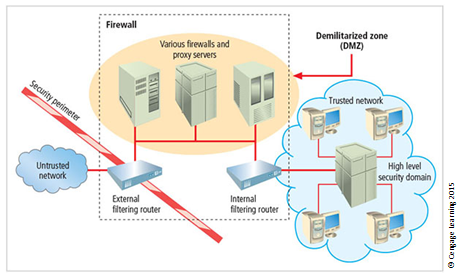 Firewall
Various firewalls and
proxy servers
Demilitarized zone
(DMZ)
Security perimeter
Trusted network
Untrusted
network
High level
security domain
External
filtering router
Internal
filtering router
© Cengage Learning 2015